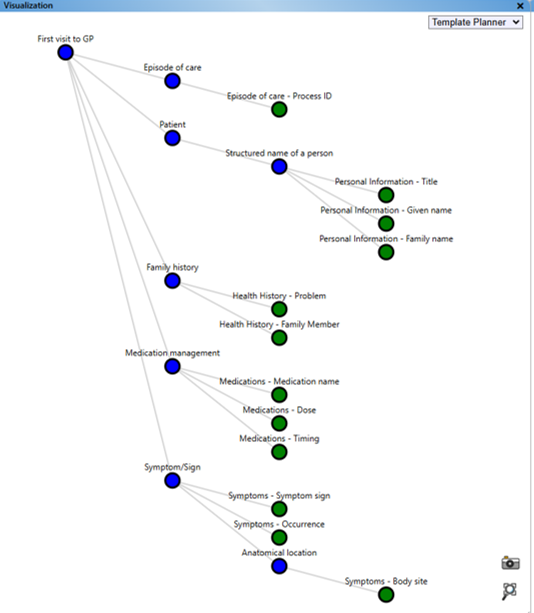 Visualization
Template Planner
First visit to GP
Episode of care
Episode of care - Process ID
Patient
Structured name of a person
Personal Information - Title
Personal Information - Given name
Personal Information - Family name
Family history
Health History - Problem
Health History - Family Member
Medication management
Medications - Medication name
Medications - Dose
Medications - Timing
Symptom/Sign
Symptoms - Symptom sign
Symptoms - Occurrence
Anatomical location
Symptoms - Body site